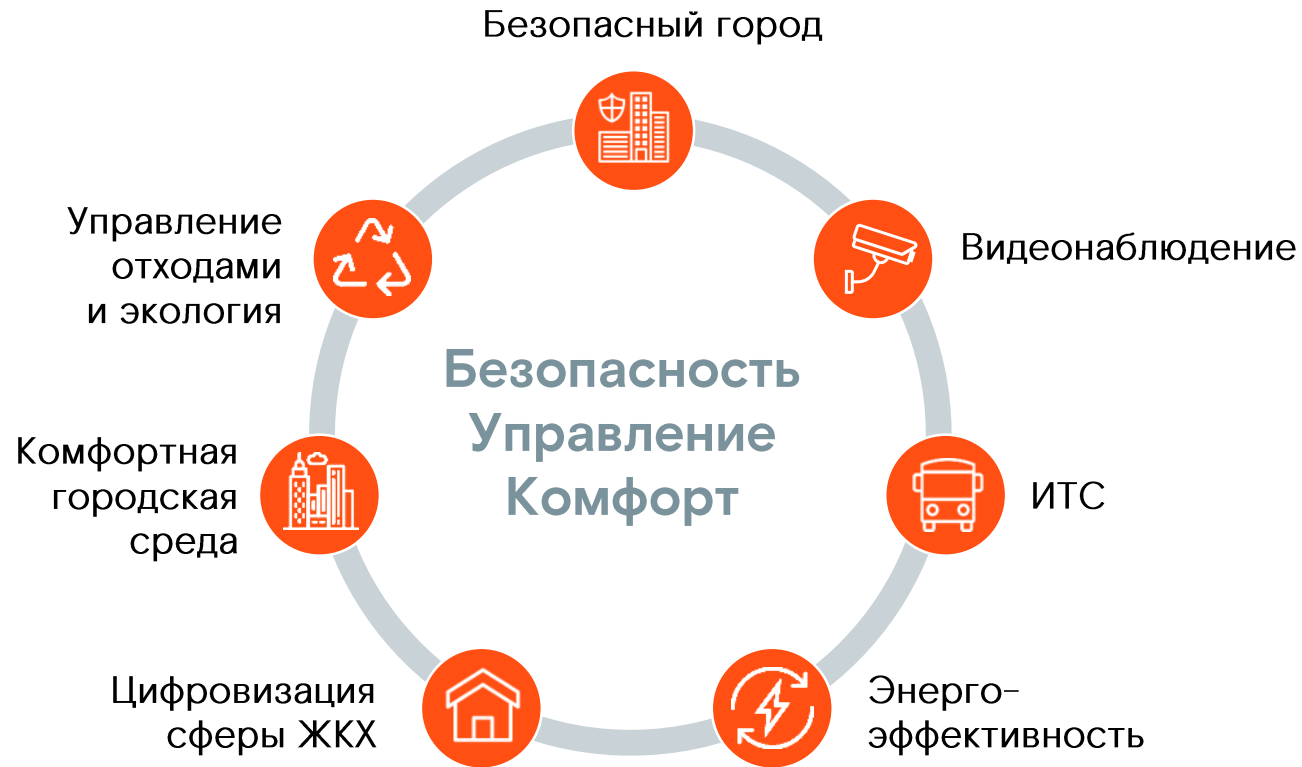 Безопасный город
Видеонаблюдение
ИТС
Энерго-
эффективность
Цифровизация
сферы ЖКХ
Комфортная
городская
среда
Управление
отходами
и экология
Безопасность
Управление
Комфорт